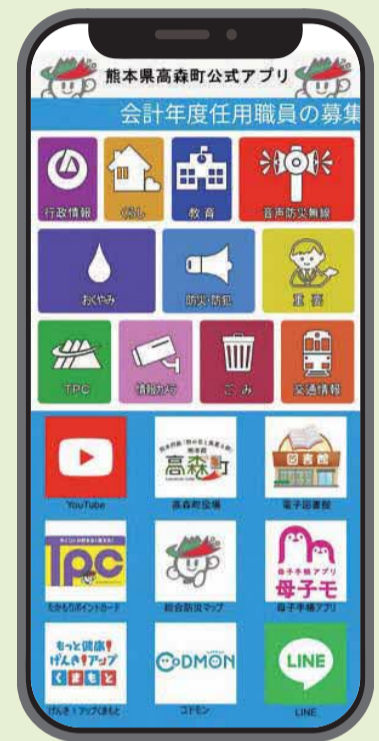 熊本県高森町公式アプリ
会計年度任用職員の募集
行政情報
くらし
教育
音声防災無線
おくやみ
防災・防犯
重要
TPC
情報カメラ
ごみ
交通情報
YouTube
高森町
高森町役場
図書館
電子図書館
TPC
たかもりポイントカード
総合防災マップ
母子手帳アプリ
母子モ
母子手帳アプリ
もっと健康!
げんき!アップ
くまもと
げんき!アップくまもと
CODMON
コドモン
LINE
LINE